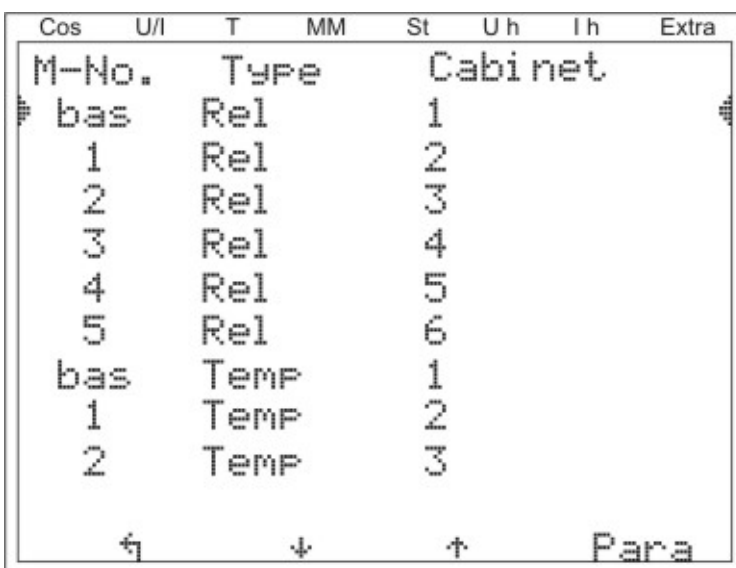 Cos U/I T MM St U h I h Extra
M-No. Type Cabinet
bas Rel 1
1 Rel 2
2 Rel 3
3 Rel 4
4 Rel 5
5 Rel 6
bas Temp 1
1 Temp 2
2 Temp 3
↰ ↓ ↑ Para